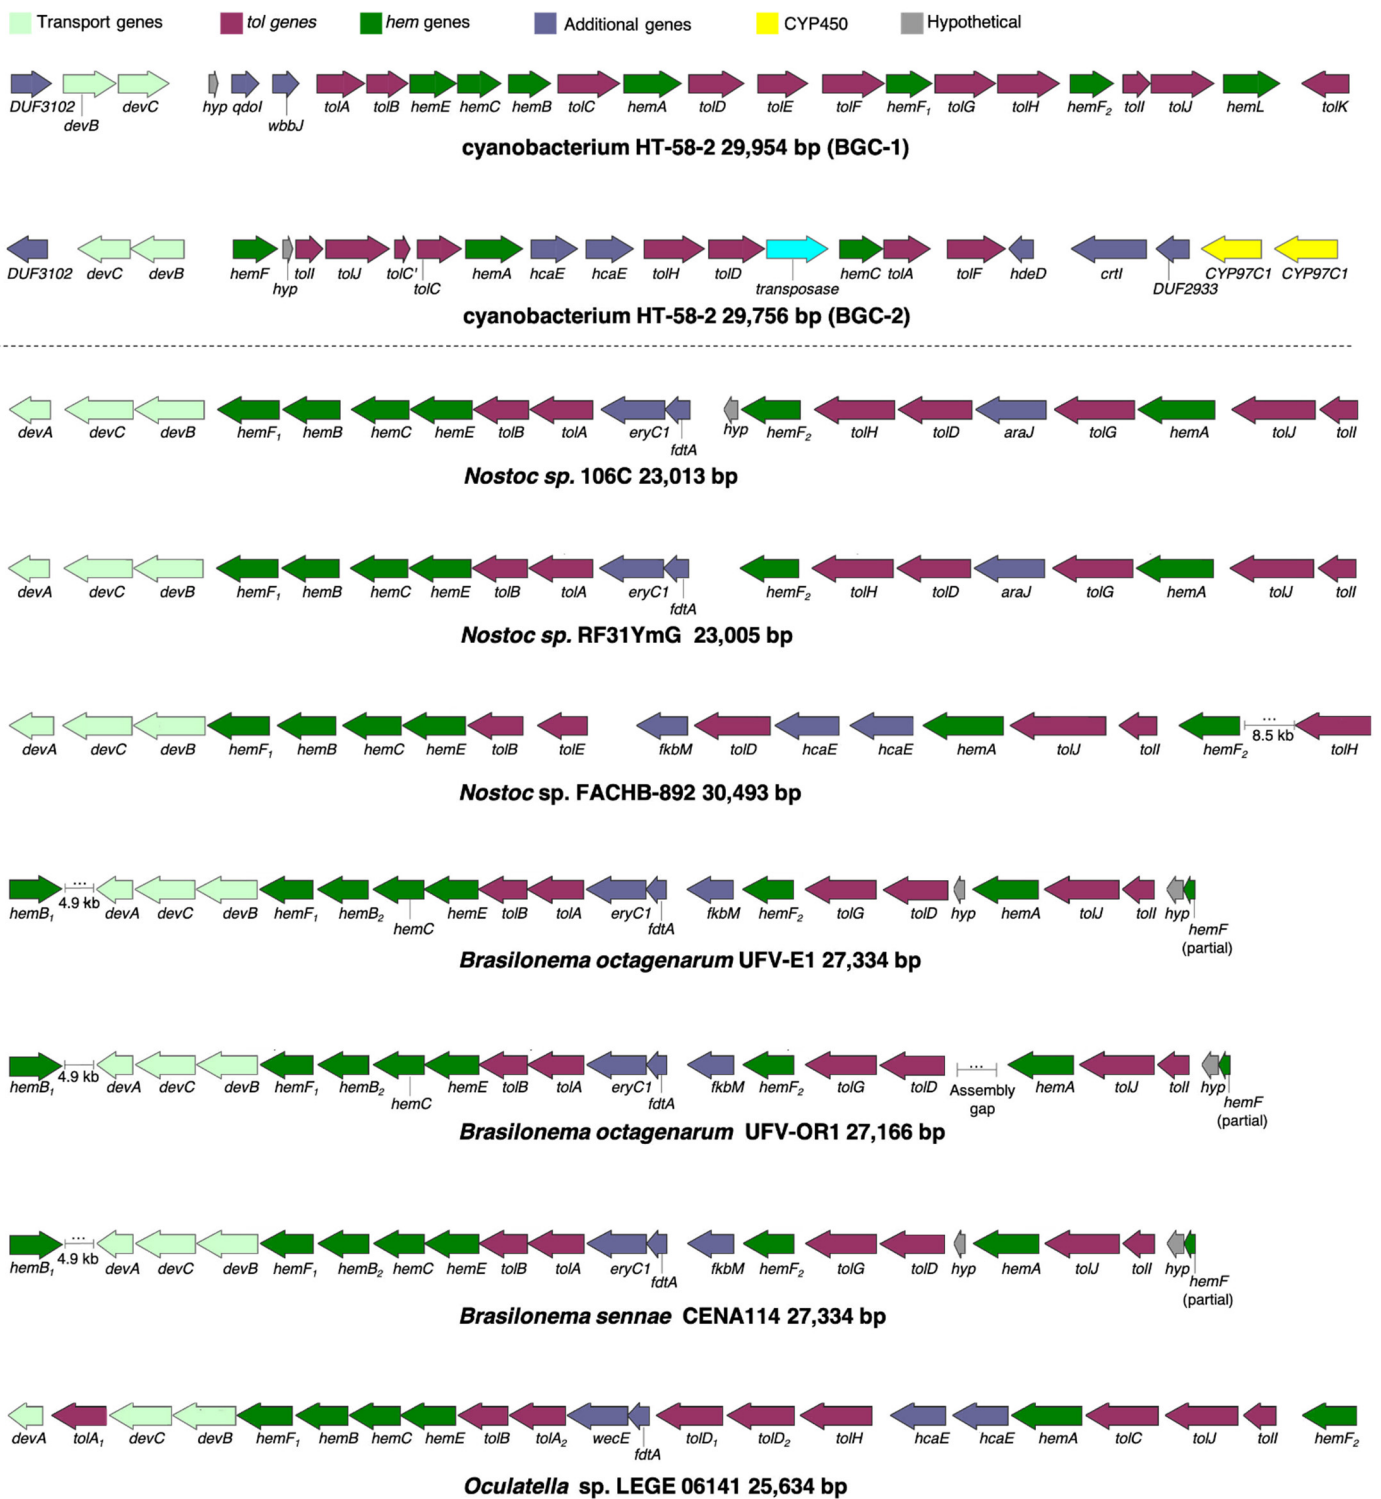 Transport genes tol genes hem genes Additional genes CYP450 Hypothetical
DUF3102 devB devC hyp qdoI wbbJ tolA tolB hemE hemC hemB tolC hemA tolD tolE tolF hemF1 tolG tolH hemF2 tolI tolJ hemL tolK
cyanobacterium HT-58-2 29,954 bp (BGC-1)
DUF3102 devC devB hemF hyp tolI tolJ tolC' tolC hemA hcaE hcaE tolH tolD transposase hemC tolA tolF hdeD crtI DUF2933 CYP97C1 CYP97C1
cyanobacterium HT-58-2 29,756 bp (BGC-2)
devA devC devB hemF1 hemB hemC hemE tolB tolA eryC1 fdtA hyp hemF2 tolH tolD araJ tolG hemA tolJ tolI
Nostoc sp. 106C 23,013 bp
devA devC devB hemF1 hemB hemC hemE tolB tolA eryC1 fdtA hemF2 tolH tolD araJ tolG hemA tolJ tolI
Nostoc sp. RF31YmG 23,005 bp
devA devC devB hemF1 hemB hemC hemE tolB tolE fkbM tolD hcaE hcaE hemA tolJ tolI hemF2 ... 8.5 kb tolH
Nostoc sp. FACHB-892 30,493 bp
hemB1 ... 4.9 kb devA devC devB hemF1 hemB2 hemC hemE tolB tolA eryC1 fdtA fkbM hemF2 tolG tolD hyp hemA tolJ tolI hyp hemF (partial)
Brasilonema octagenarum UFV-E1 27,334 bp
hemB1 ... 4.9 kb devA devC devB hemF1 hemB2 hemC hemE tolB tolA eryC1 fdtA fkbM hemF2 tolG tolD ... Assembly gap hemA tolJ tolI hyp hemF (partial)
Brasilonema octagenarum UFV-OR1 27,166 bp
hemB1 ... 4.9 kb devA devC devB hemF1 hemB2 hemC hemE tolB tolA eryC1 fdtA fkbM hemF2 tolG tolD hyp hemA tolJ tolI hyp hemF (partial)
Brasilonema sennae CENA114 27,334 bp
devA tolA1 devC devB hemF1 hemB hemC hemE tolB tolA2 wecE fdtA tolD1 tolD2 tolH hcaE hcaE hemA tolC tolJ tolI hemF2
Oculatella sp. LEGE 06141 25,634 bp